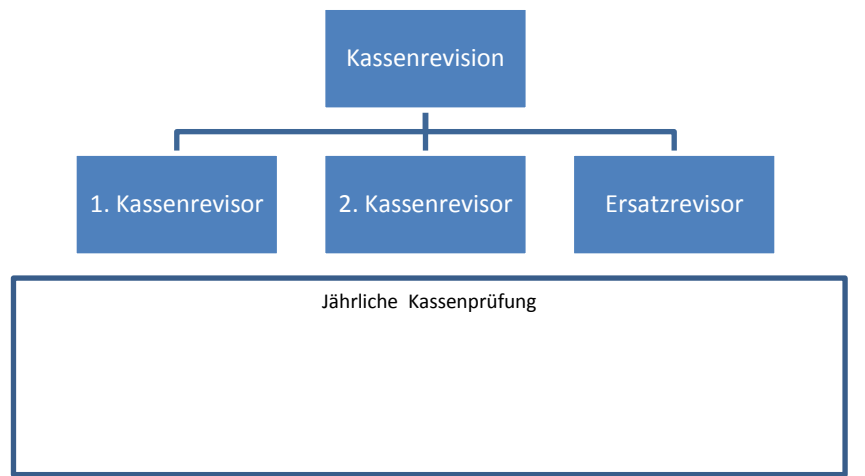 Kassenrevision
1. Kassenrevisor
2. Kassenrevisor
Ersatzrevisor
Jährliche Kassenprüfung